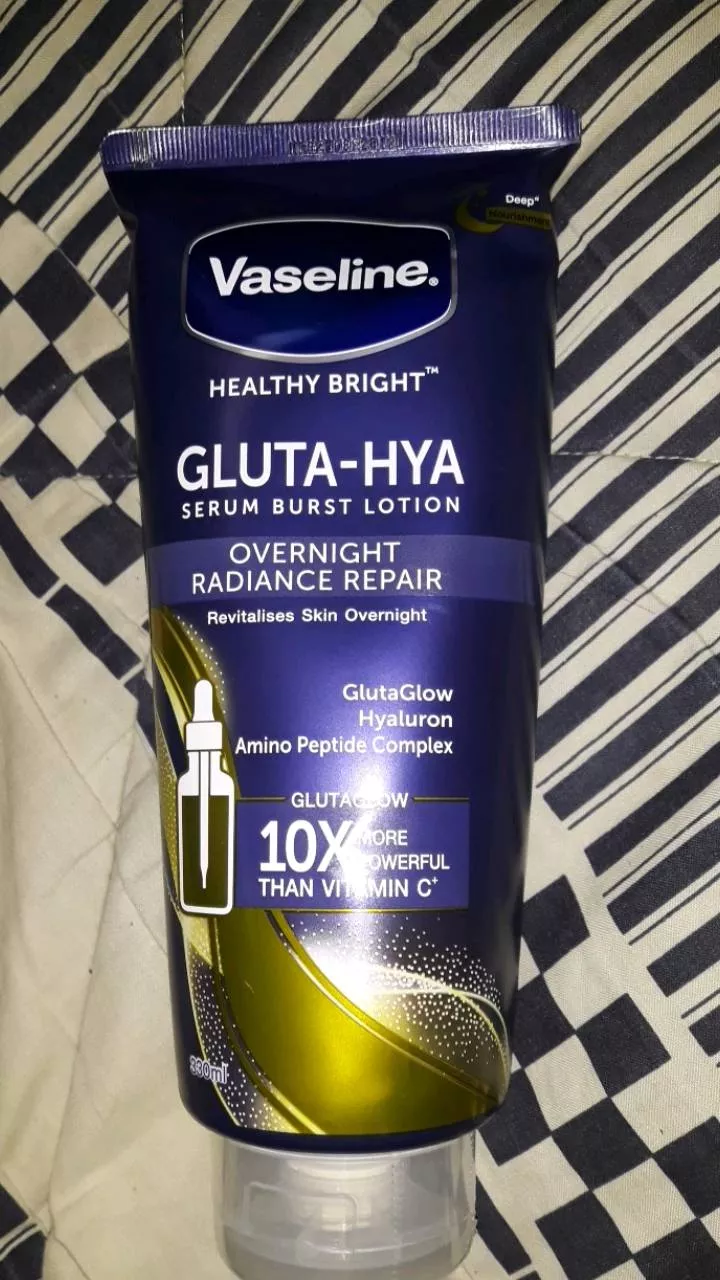 Deep"
Nourishment
Vaseline®
HEALTHY BRIGHT™
GLUTA-HYA
SERUM BURST LOTION
OVERNIGHT
RADIANCE REPAIR
Revitalises Skin Overnight
GlutaGlow
Hyaluron
Amino Peptide Complex
GLUTAGLOW
10X MORE
POWERFUL
THAN VITAMIN C⁺
330ml